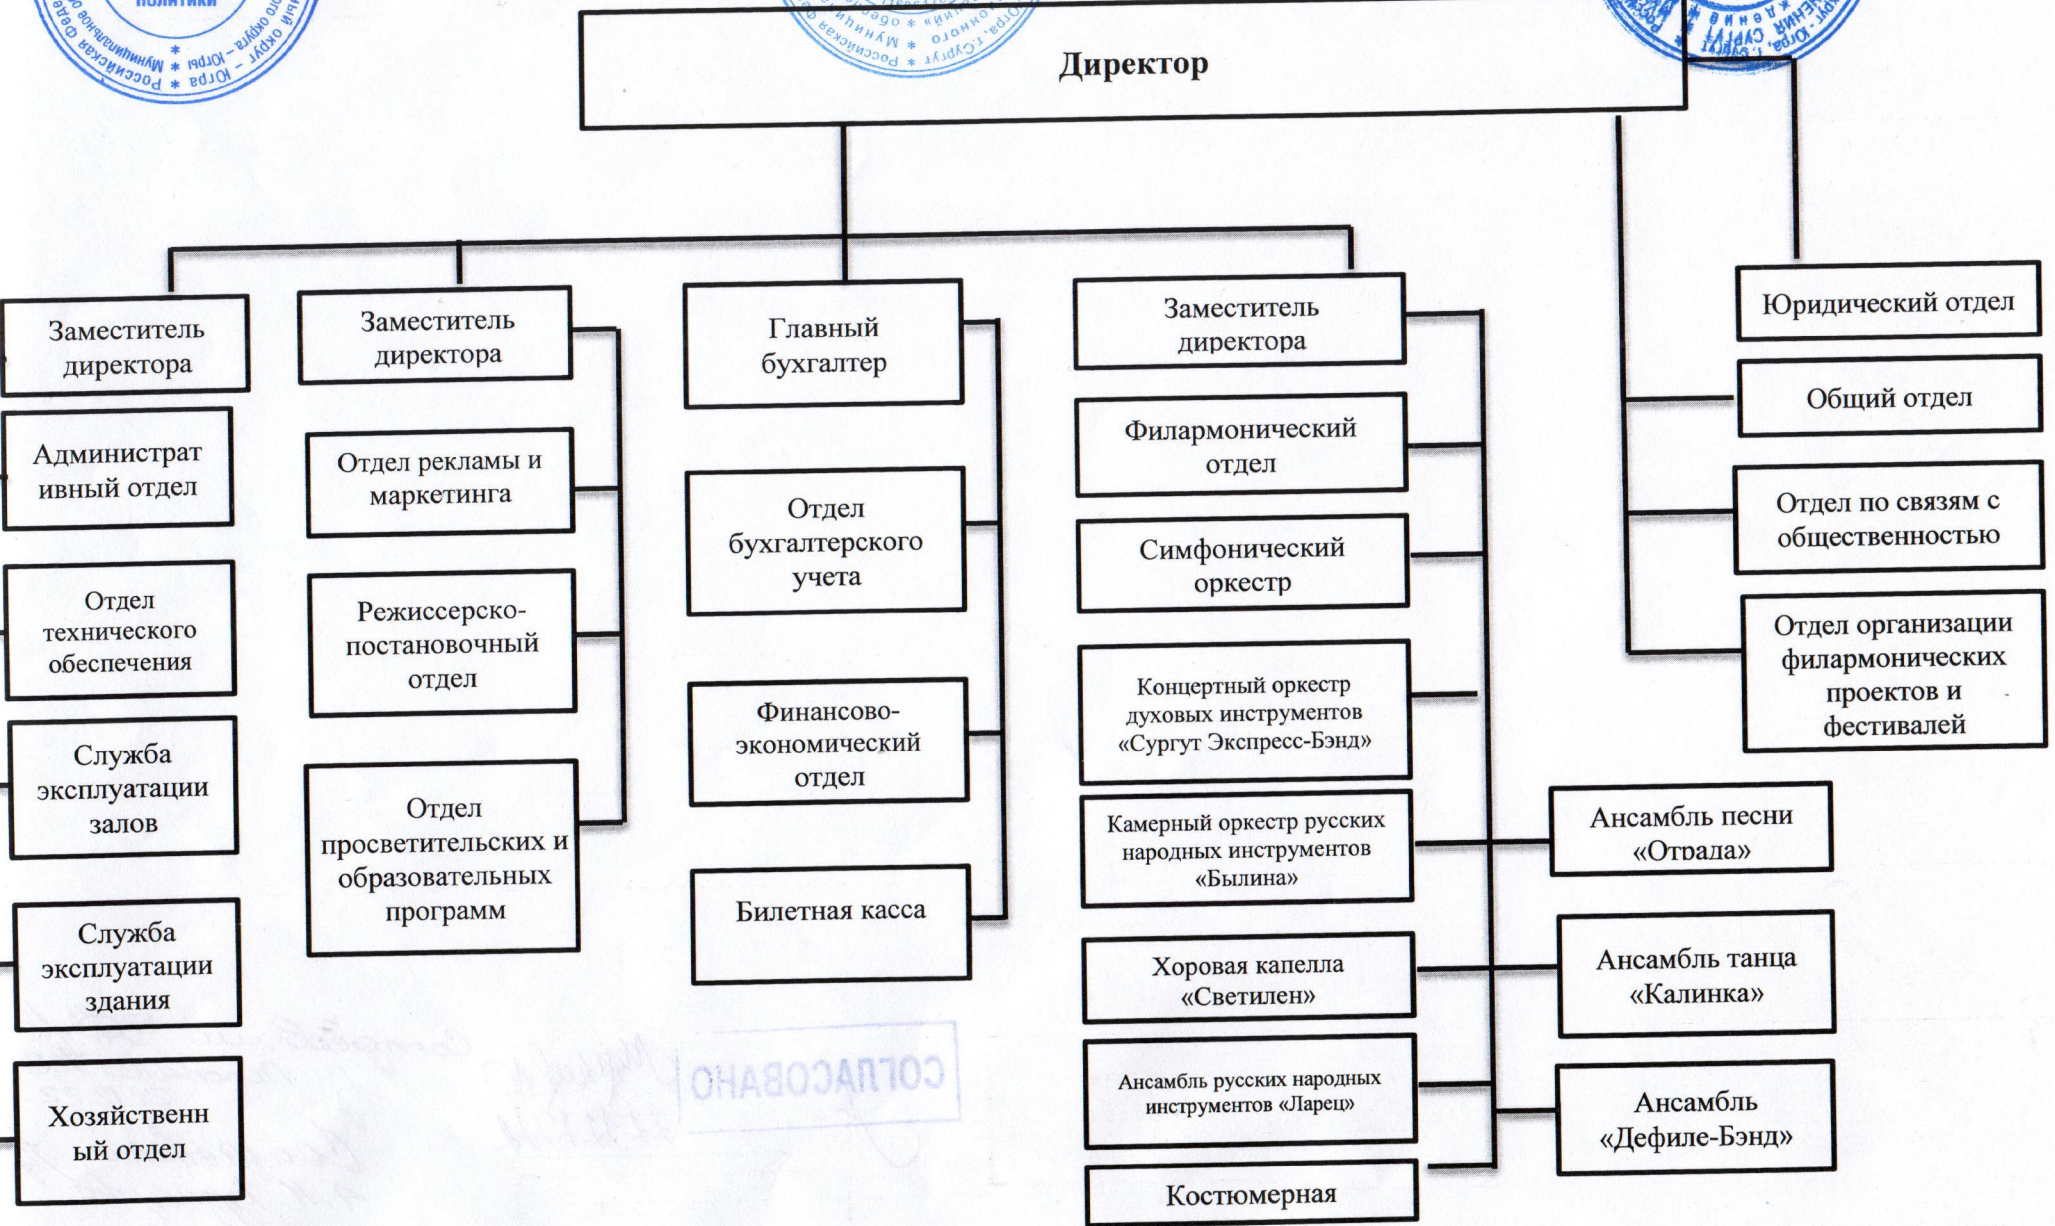 ПОЛИТИКИ
Директор
Заместитель
директора
Административ
ивный отдел
Отдел
технического
обеспечения
Служба
эксплуатации
залов
Служба
эксплуатации
здания
Хозяйственн
ый отдел
Заместитель
директора
Отдел рекламы и
маркетинга
Режиссерско-
постановочный
отдел
Отдел
просветительских и
образовательных
программ
Главный
бухгалтер
Отдел
бухгалтерского
учета
Финансово-
экономический
отдел
Билетная касса
Заместитель
директора
Филармонический
отдел
Симфонический
оркестр
Концертный оркестр
духовых инструментов
«Сургут Экспресс-Бэнд»
Камерный оркестр русских
народных инструментов
«Былина»
Хоровая капелла
«Светилен»
Ансамбль русских народных
инструментов «Ларец»
Костюмерная
Ансамбль песни
«Отрада»
Ансамбль танца
«Калинка»
Ансамбль
«Дефиле-Бэнд»
Юридический отдел
Общий отдел
Отдел по связям с
общественностью
Отдел организации
филармонических
проектов и
фестивалей
СОГЛАСОВАНО